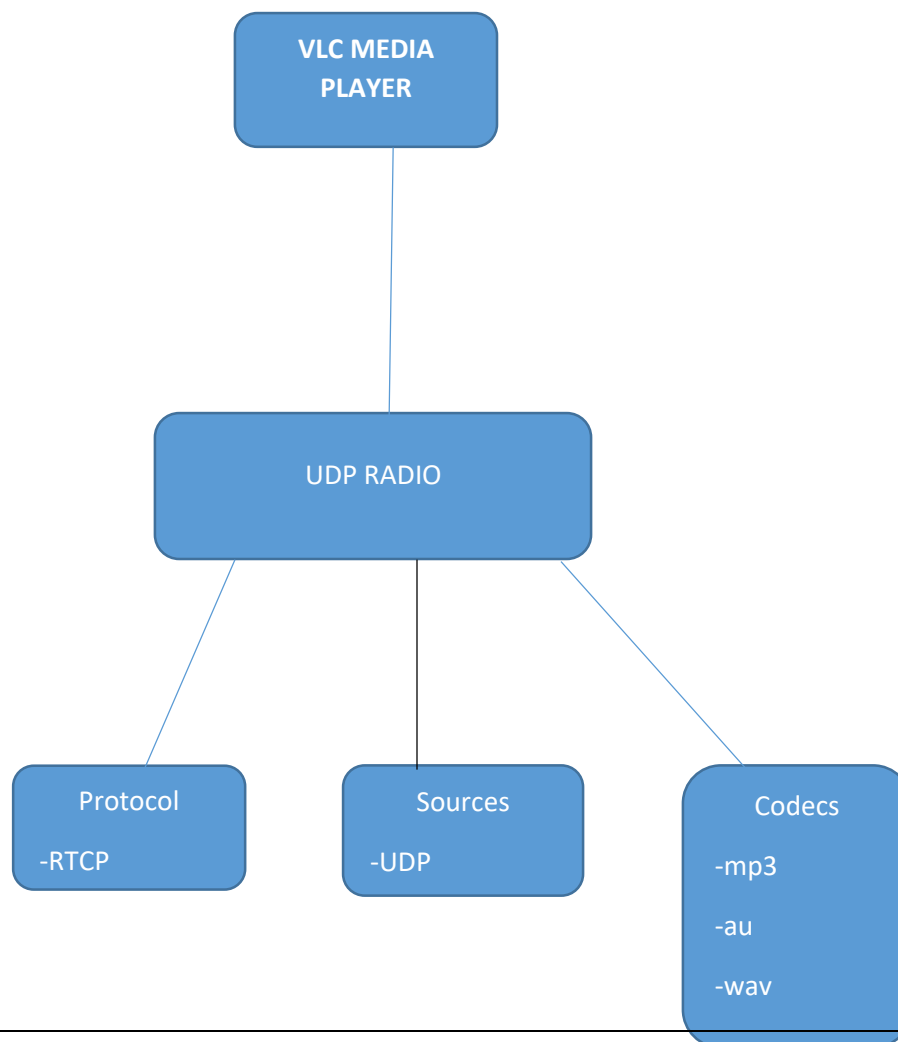 VLC MEDIA
PLAYER
UDP RADIO
Protocol
-RTCP
Sources
-UDP
Codecs
-mp3
-au
-wav